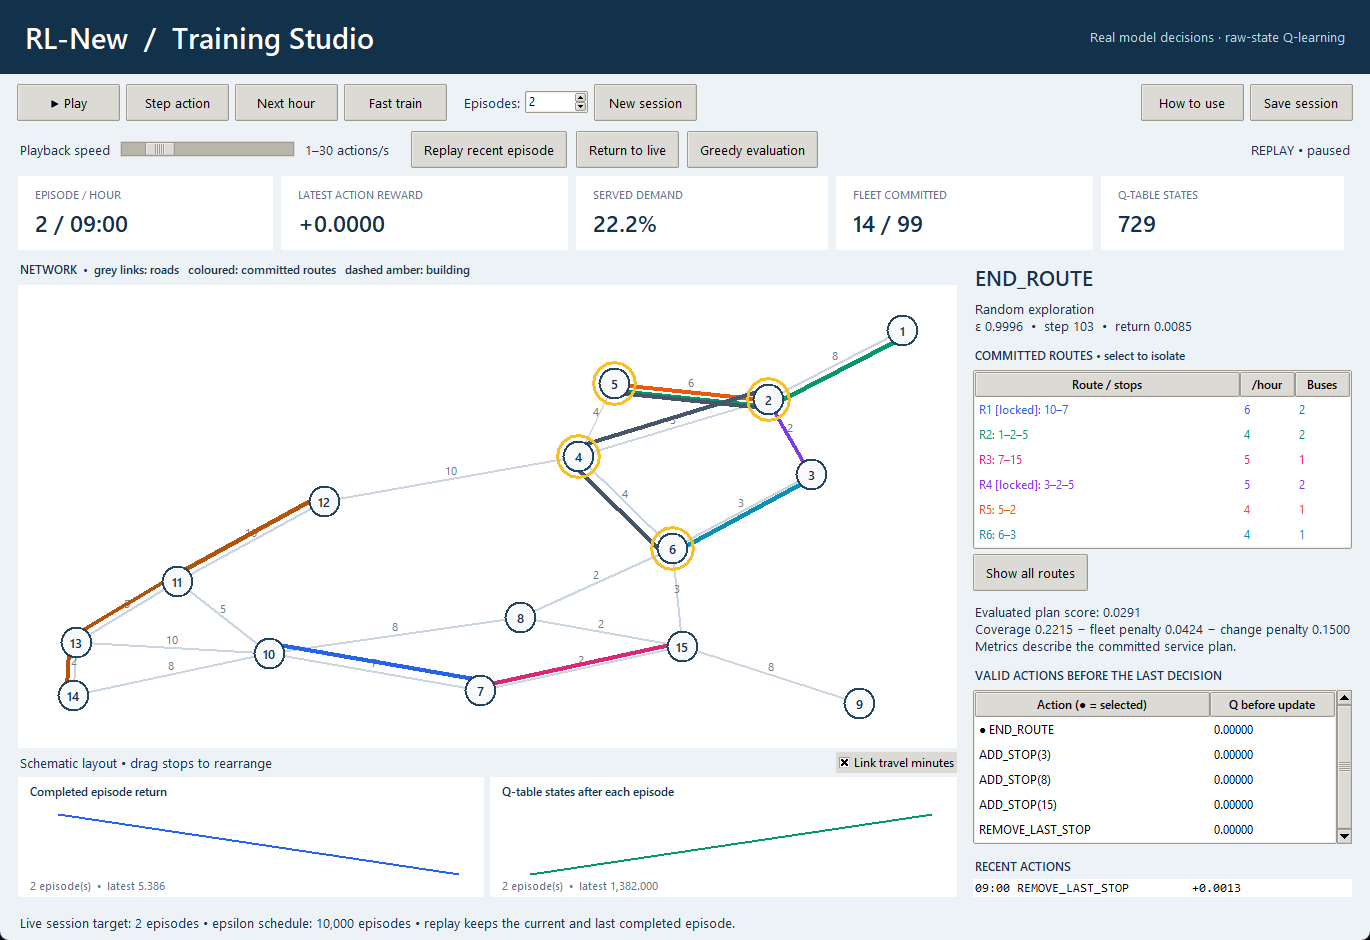 RL-New / Training Studio
Real model decisions · raw-state Q-learning
► Play
Step action
Next hour
Fast train
Episodes: 2
New session
How to use
Save session
Playback speed
1–30 actions/s
Replay recent episode
Return to live
Greedy evaluation
REPLAY • paused
EPISODE / HOUR
2 / 09:00
LATEST ACTION REWARD
+0.0000
SERVED DEMAND
22.2%
FLEET COMMITTED
14 / 99
Q-TABLE STATES
729
NETWORK • grey links: roads coloured: committed routes dashed amber: building
1
8
5
6
2
4
2
4
3
10
4
3
12
6
11
2
3
5
8
8
2
13
10
10
15
2
8
8
14
7
9
Schematic layout • drag stops to rearrange
Link travel minutes
Completed episode return
2 episode(s) • latest 5.386
Q-table states after each episode
2 episode(s) • latest 1,382.000
END_ROUTE
Random exploration
ε 0.9996 • step 103 • return 0.0085
COMMITTED ROUTES • select to isolate
Route / stops /hour Buses
R1 [locked]: 10–7 6 2
R2: 1–2–5 4 2
R3: 7–15 5 1
R4 [locked]: 3–2–5 5 2
R5: 5–2 4 1
R6: 6–3 4 1
Show all routes
Evaluated plan score: 0.0291
Coverage 0.2215 − fleet penalty 0.0424 − change penalty 0.1500
Metrics describe the committed service plan.
VALID ACTIONS BEFORE THE LAST DECISION
Action (● = selected) Q before update
● END_ROUTE 0.00000
ADD_STOP(3) 0.00000
ADD_STOP(8) 0.00000
ADD_STOP(15) 0.00000
REMOVE_LAST_STOP 0.00000
RECENT ACTIONS
09:00 REMOVE_LAST_STOP +0.0013
Live session target: 2 episodes • epsilon schedule: 10,000 episodes • replay keeps the current and last completed episode.